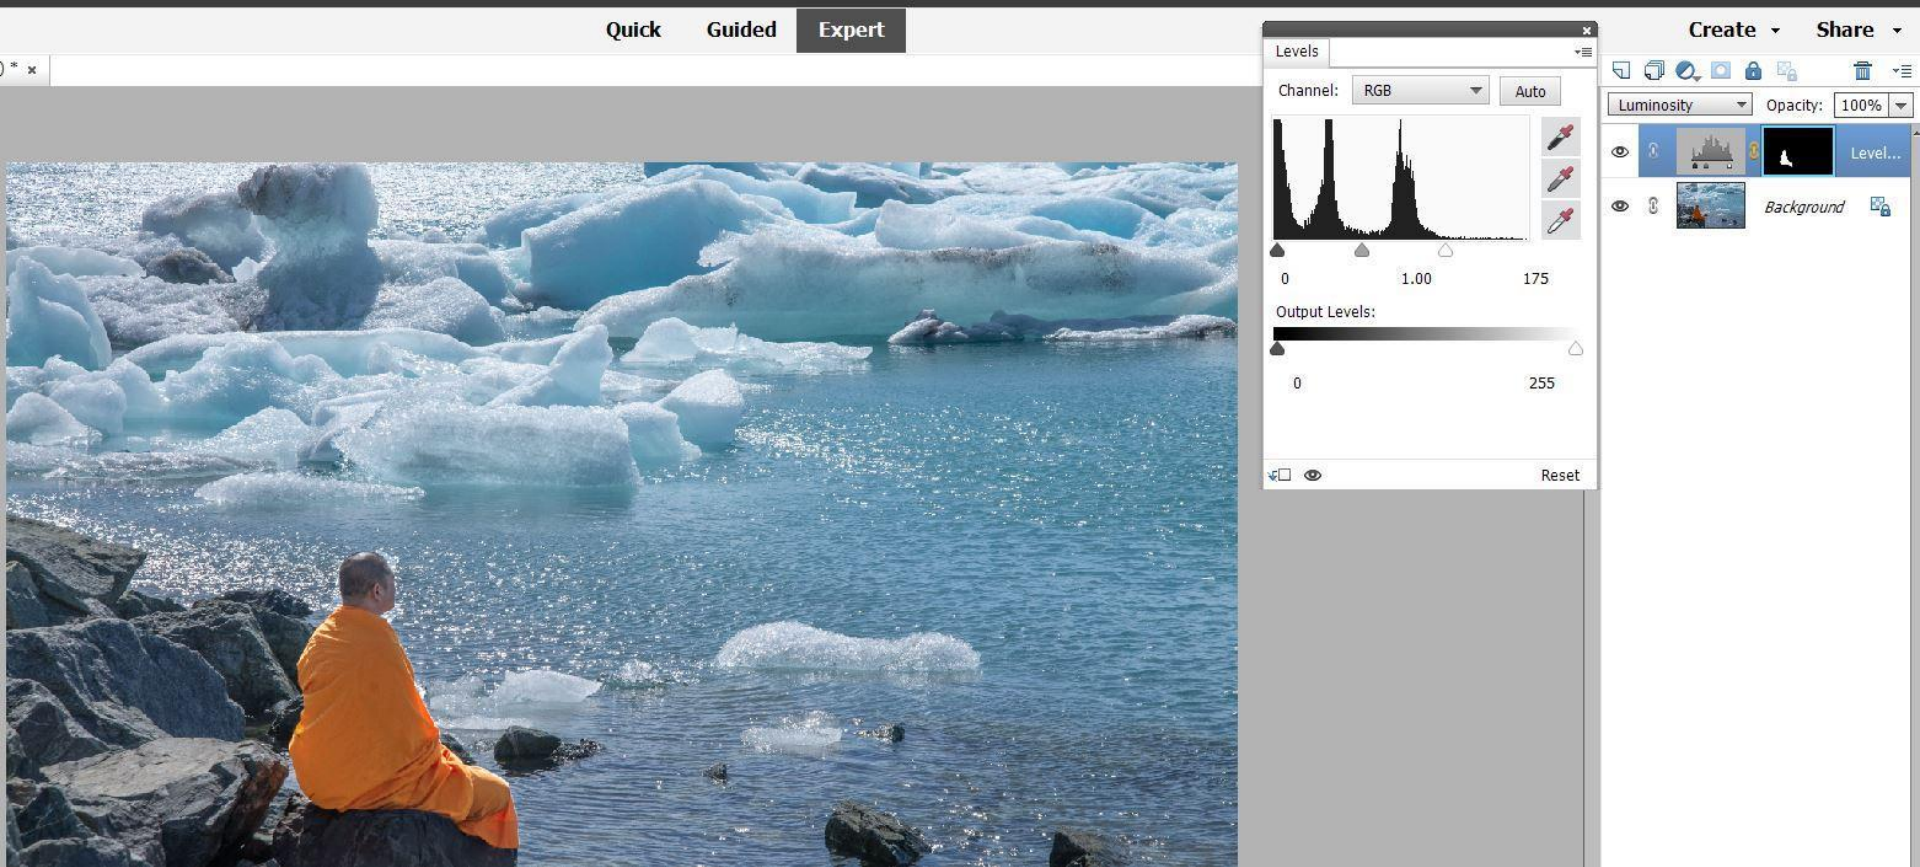 Quick Guided Expert
Create Share
) * x
Levels
Channel: RGB Auto
0 1.00 175
Output Levels:
0 255
Reset
Luminosity Opacity: 100%
Level...
Background